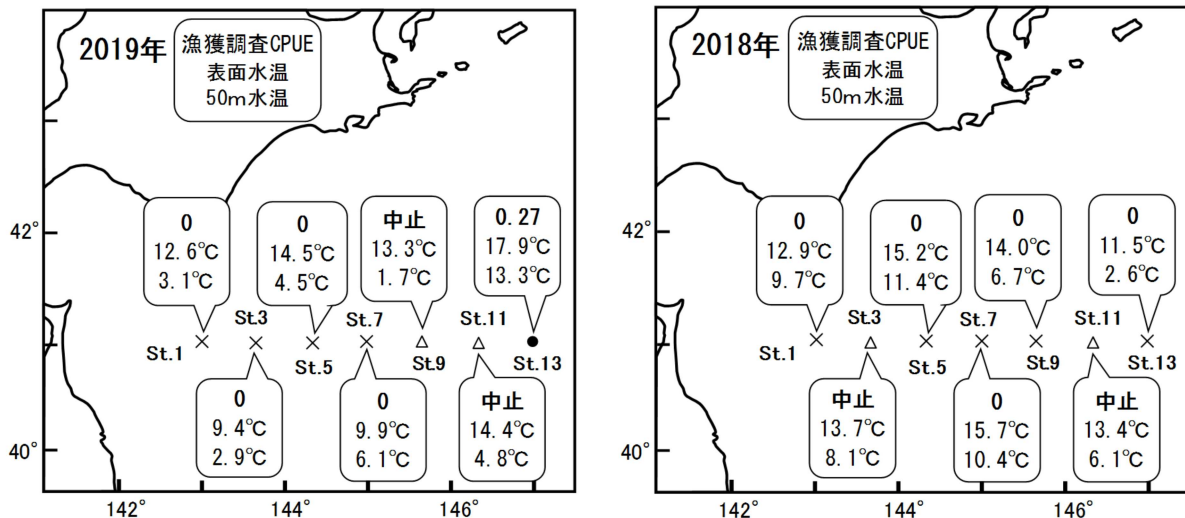 2019年
漁獲調査CPUE
表面水温
50m水温
42°
40°
0
12.6℃
3.1℃
0
14.5℃
4.5℃
中止
13.3℃
1.7℃
0.27
17.9℃
13.3℃
St.1
St.3
St.5
St.7
St.9
St.11
St.13
0
9.4℃
2.9℃
0
9.9℃
6.1℃
中止
14.4℃
4.8℃
142°
144°
146°
2018年
漁獲調査CPUE
表面水温
50m水温
42°
40°
0
12.9℃
9.7℃
0
15.2℃
11.4℃
0
14.0℃
6.7℃
0
11.5℃
2.6℃
St.1
St.3
St.5
St.7
St.9
St.11
St.13
中止
13.7℃
8.1℃
0
15.7℃
10.4℃
中止
13.4℃
6.1℃
142°
144°
146°